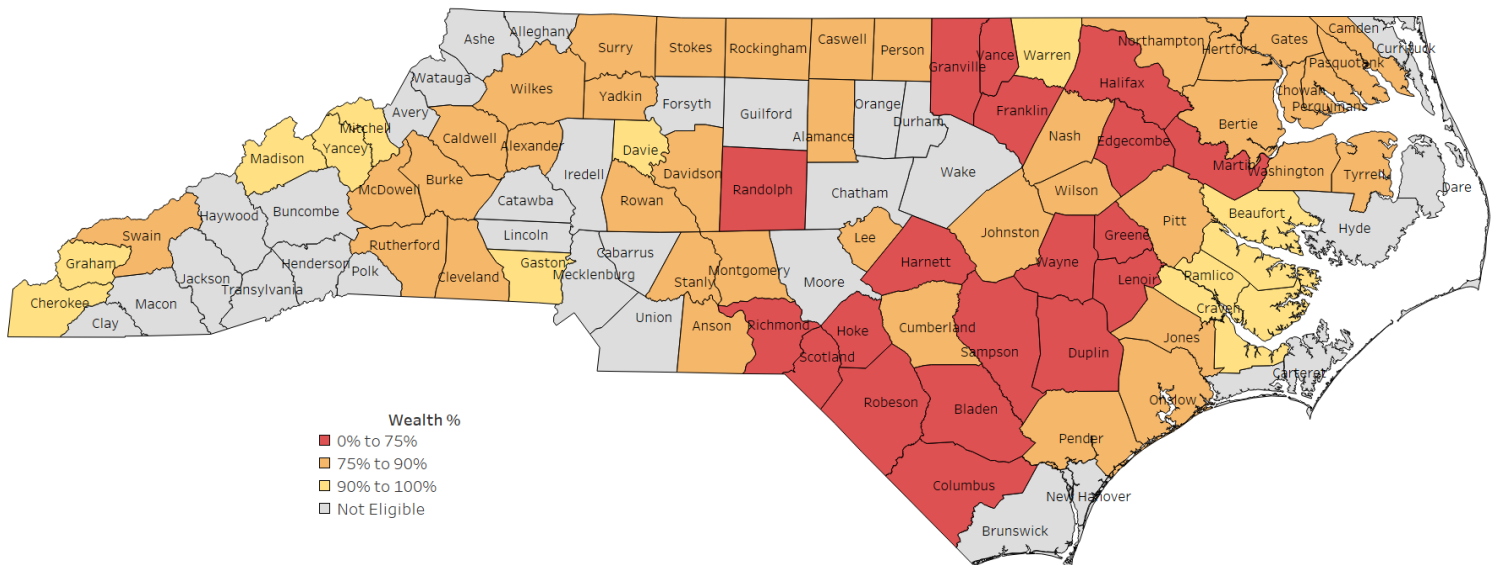 Ashe
Alleghany
Surry
Stokes
Rockingham
Caswell
Person
Granville
Vance
Warren
Northampton
Hertford
Gates
Camden
Currituck
Pasquotank
Watauga
Wilkes
Yadkin
Forsyth
Guilford
Orange
Durham
Halifax
Chowan
Perquimans
Avery
Mitchell
Yancey
Madison
Caldwell
Alexander
Davie
Alamance
Franklin
Nash
Edgecombe
Bertie
Martin
Washington
Tyrrell
Dare
McDowell
Burke
Iredell
Davidson
Randolph
Wake
Haywood
Buncombe
Catawba
Rowan
Chatham
Wilson
Pitt
Beaufort
Hyde
Swain
Rutherford
Lincoln
Lee
Johnston
Greene
Graham
Jackson
Henderson
Polk
Cleveland
Gaston
Mecklenburg
Cabarrus
Stanly
Montgomery
Moore
Harnett
Wayne
Lenoir
Ramlico
Craven
Cherokee
Clay
Macon
Transylvania
Union
Anson
Richmond
Hoke
Scotland
Cumberland
Sampson
Duplin
Jones
Carteret
Robeson
Bladen
Onslow
Pender
Columbus
New Hanover
Brunswick
Wealth %
0% to 75%
75% to 90%
90% to 100%
Not Eligible